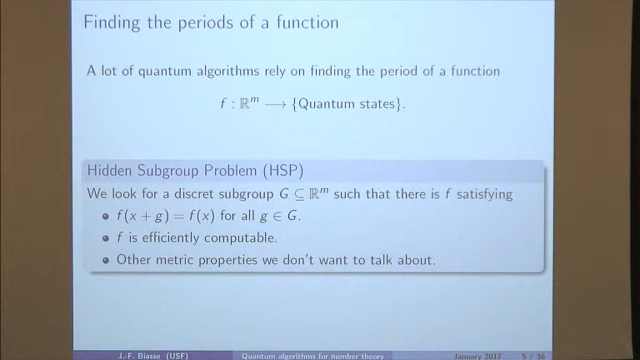 Finding the periods of a function
A lot of quantum algorithms rely on finding the period of a function
f : ℝᵐ ⟶ {Quantum states}.
Hidden Subgroup Problem (HSP)
We look for a discret subgroup G ⊆ ℝᵐ such that there is f satisfying
• f(x + g) = f(x) for all g ∈ G.
• f is efficiently computable.
• Other metric properties we don't want to talk about.
J.-F. Biasse (USF) Quantum algorithms for number theory January 2017 5 / 36